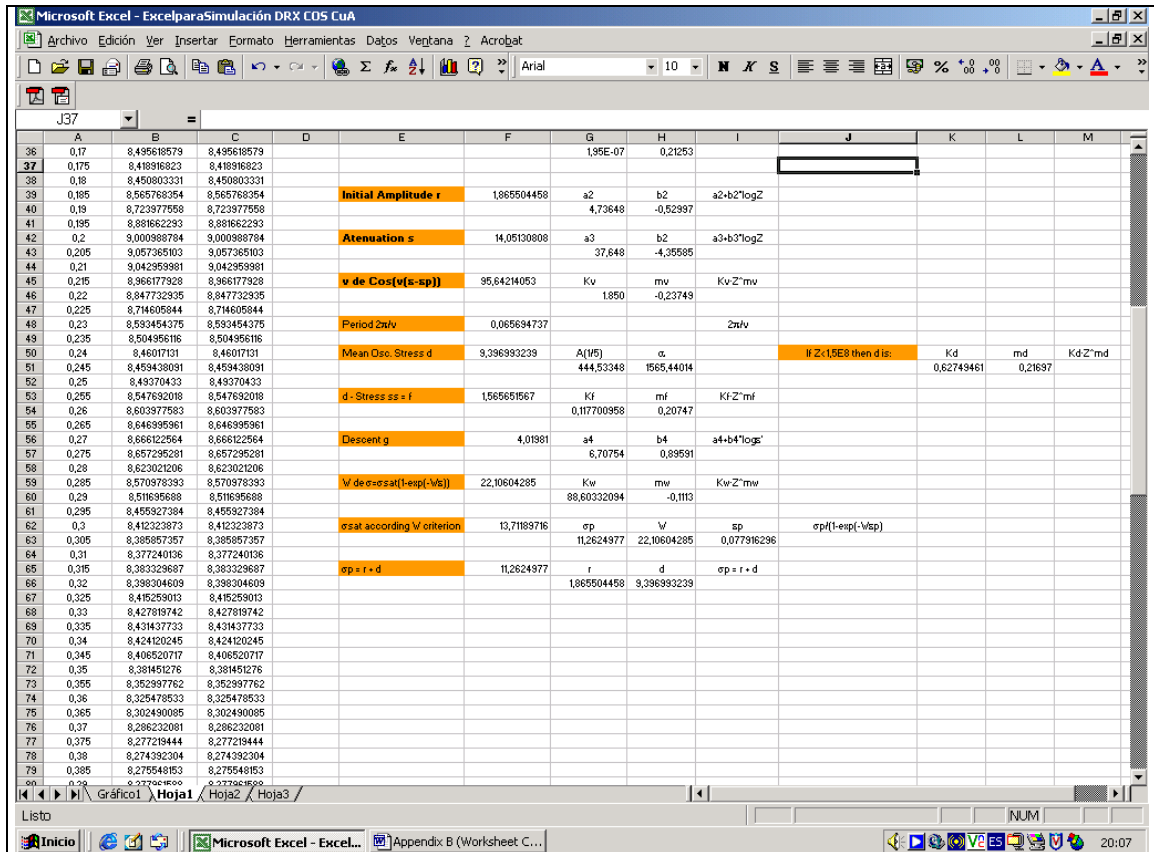 Microsoft Excel - ExcelparaSimulación DRX COS CuA
Archivo Edición Ver Insertar Formato Herramientas Datos Ventana ? Acrobat
Arial 10 N K S
J37 =
A B C D E F G H I J K L M
36 0,17 8,495618579 8,495618579 1,95E-07 0,21253
37 0,175 8,418916823 8,418916823
38 0,18 8,450803331 8,450803331
39 0,185 8,565768354 8,565768354 Initial Amplitude r 1,865504458 a2 b2 a2+b2*logZ
40 0,19 8,723977558 8,723977558 4,73648 -0,52997
41 0,195 8,881662293 8,881662293
42 0,2 9,000988784 9,000988784 Atenuation s 14,05130808 a3 b2 a3+b3*logZ
43 0,205 9,057365103 9,057365103 37,648 -4,35585
44 0,21 9,042959981 9,042959981
45 0,215 8,966177928 8,966177928 v de Cos(v(ε-εp)) 95,64214053 Kv mv Kv·Z^mv
46 0,22 8,847732935 8,847732935 1.850 -0,23749
47 0,225 8,714605844 8,714605844
48 0,23 8,593454375 8,593454375 Period 2π/v 0,065694737 2π/v
49 0,235 8,504956116 8,504956116
50 0,24 8,46017131 8,46017131 Mean Osc. Stress d 9,396993239 A(1/5) α If Z<1,5E8 then d is: Kd md Kd·Z^md
51 0,245 8,459438091 8,459438091 444,53348 1565,44014 0,62749461 0,21697
52 0,25 8,49370433 8,49370433
53 0,255 8,547692018 8,547692018 d - Stress ss = f 1,565651567 Kf mf Kf·Z^mf
54 0,26 8,603977583 8,603977583 0,117700958 0,20747
55 0,265 8,646995961 8,646995961
56 0,27 8,666122564 8,666122564 Descent g 4,01981 a4 b4 a4+b4*logε'
57 0,275 8,657295281 8,657295281 6,70754 0,89591
58 0,28 8,623021206 8,623021206
59 0,285 8,570978393 8,570978393 W de σ=σsat(1-exp(-Wε)) 22,10604285 Kw mw Kw·Z^mw
60 0,29 8,511695688 8,511695688 88,60332094 -0,1113
61 0,295 8,455927384 8,455927384
62 0,3 8,412323873 8,412323873 σsat according W criterion 13,71189716 σp W εp σp/(1-exp(-Wεp)
63 0,305 8,385857357 8,385857357 11,2624977 22,10604285 0,077916296
64 0,31 8,377240136 8,377240136
65 0,315 8,383329687 8,383329687 σp = r + d 11,2624977 r d σp = r + d
66 0,32 8,398304609 8,398304609 1,865504458 9,396993239
67 0,325 8,415259013 8,415259013
68 0,33 8,427819742 8,427819742
69 0,335 8,431437733 8,431437733
70 0,34 8,424120245 8,424120245
71 0,345 8,406520717 8,406520717
72 0,35 8,381451276 8,381451276
73 0,355 8,352997762 8,352997762
74 0,36 8,325478533 8,325478533
75 0,365 8,302490085 8,302490085
76 0,37 8,286232081 8,286232081
77 0,375 8,277219444 8,277219444
78 0,38 8,274392304 8,274392304
79 0,385 8,275548153 8,275548153
Gráfico1 Hoja1 Hoja2 Hoja3
Listo NUM
Inicio Microsoft Excel - Excel... Appendix B (Worksheet C... ES 20:07